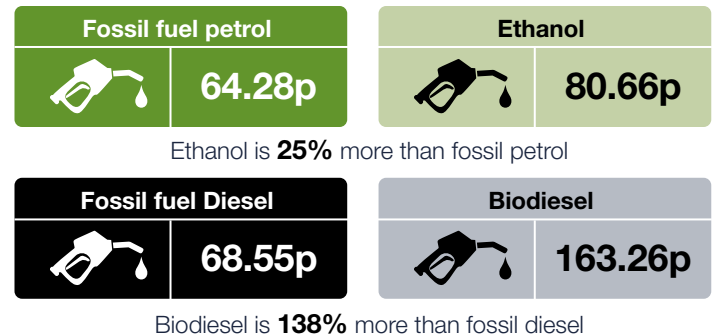 Fossil fuel petrol
Ethanol
64.28p
80.66p
Ethanol is 25% more than fossil petrol
Fossil fuel Diesel
Biodiesel
68.55p
163.26p
Biodiesel is 138% more than fossil diesel